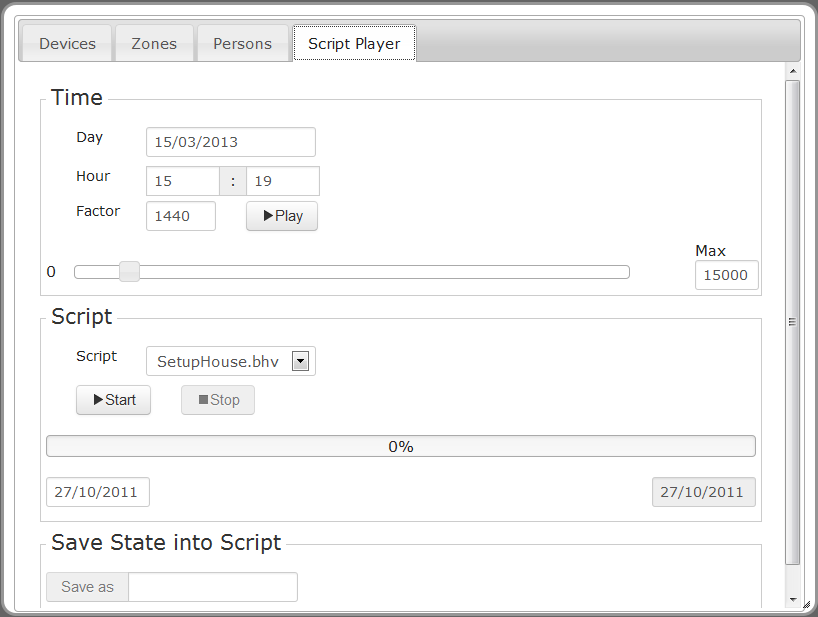 Devices Zones Persons Script Player
Time
Day 15/03/2013
Hour 15 : 19
Factor 1440 Play
Max
0 15000
Script
Script SetupHouse.bhv
Start Stop
0%
27/10/2011 27/10/2011
Save State into Script
Save as